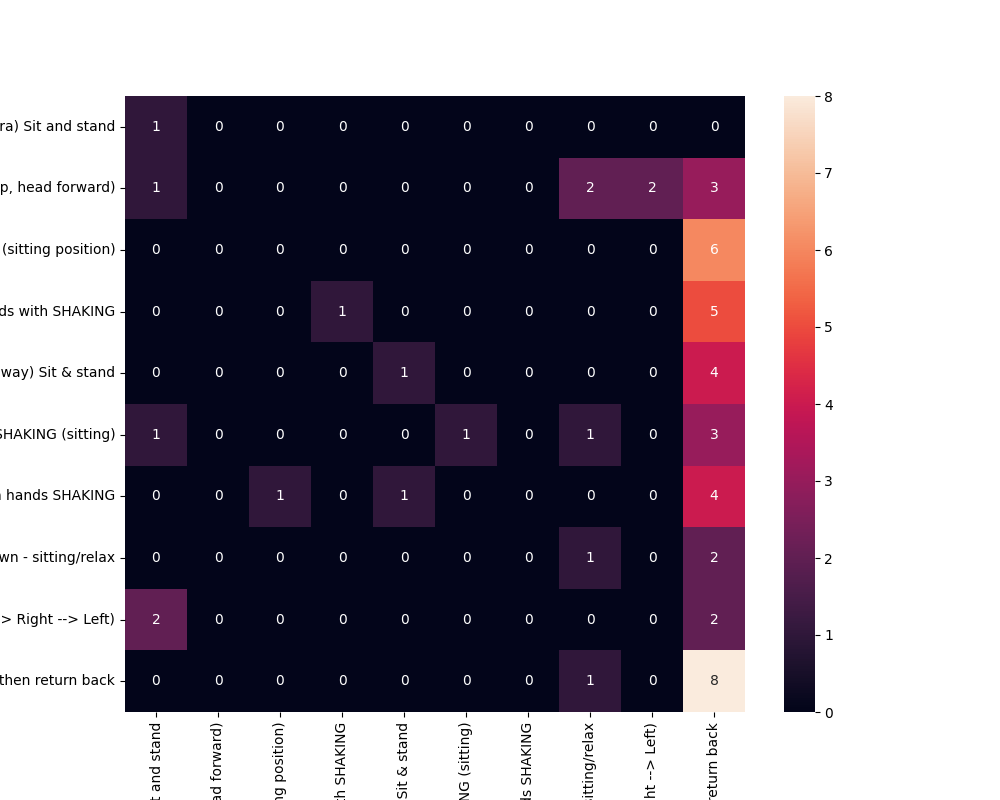 ra) Sit and stand 1 0 0 0 0 0 0 0 0 0
p, head forward) 1 0 0 0 0 0 0 2 2 3
(sitting position) 0 0 0 0 0 0 0 0 0 6
ds with SHAKING 0 0 0 1 0 0 0 0 0 5
way) Sit & stand 0 0 0 0 1 0 0 0 0 4
SHAKING (sitting) 1 0 0 0 0 1 0 1 0 3
hands SHAKING 0 0 1 0 1 0 0 0 0 4
wn - sitting/relax 0 0 0 0 0 0 0 1 0 2
> Right --> Left) 2 0 0 0 0 0 0 0 0 2
then return back 0 0 0 0 0 0 0 1 0 8
t and stand
ad forward)
ng position)
th SHAKING
Sit & stand
NG (sitting)
ds SHAKING
sitting/relax
ht --> Left)
return back
8
7
6
5
4
3
2
1
0